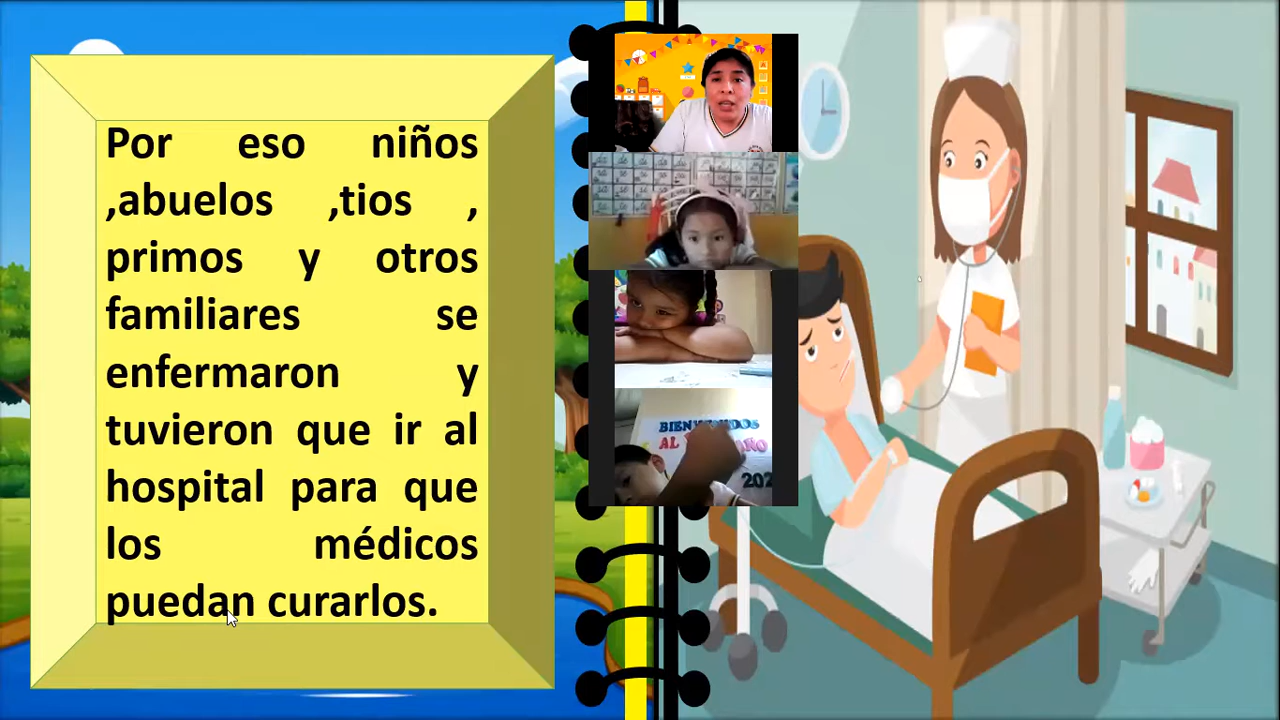 Por eso niños
,abuelos ,tios ,
primos y otros
familiares se
enfermaron y
tuvieron que ir al
hospital para que
los médicos
puedan curarlos.
AL